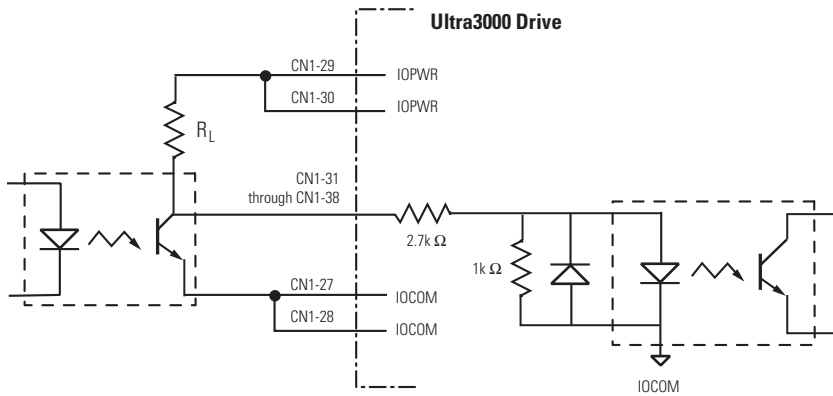 Ultra3000 Drive
CN1-29
IOPWR
CN1-30
IOPWR
RL
CN1-31
through CN1-38
2.7k Ω
1k Ω
CN1-27
IOCOM
CN1-28
IOCOM
IOCOM